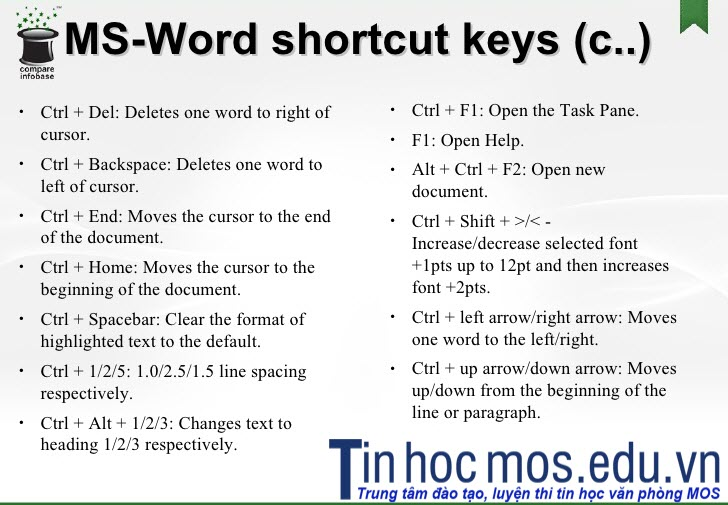 MS-Word shortcut keys (c..)
compare
infobase
• Ctrl + Del: Deletes one word to right of
cursor.
• Ctrl + Backspace: Deletes one word to
left of cursor.
• Ctrl + End: Moves the cursor to the end
of the document.
• Ctrl + Home: Moves the cursor to the
beginning of the document.
• Ctrl + Spacebar: Clear the format of
highlighted text to the default.
• Ctrl + 1/2/5: 1.0/2.5/1.5 line spacing
respectively.
• Ctrl + Alt + 1/2/3: Changes text to
heading 1/2/3 respectively.
• Ctrl + F1: Open the Task Pane.
• F1: Open Help.
• Alt + Ctrl + F2: Open new
document.
• Ctrl + Shift + >/< -
Increase/decrease selected font
+1pts up to 12pt and then increases
font +2pts.
• Ctrl + left arrow/right arrow: Moves
one word to the left/right.
• Ctrl + up arrow/down arrow: Moves
up/down from the beginning of the
line or paragraph.
Tin hoc mos.edu.vn
Trung tâm đào tạo, luyện thi tin học văn phòng MOS